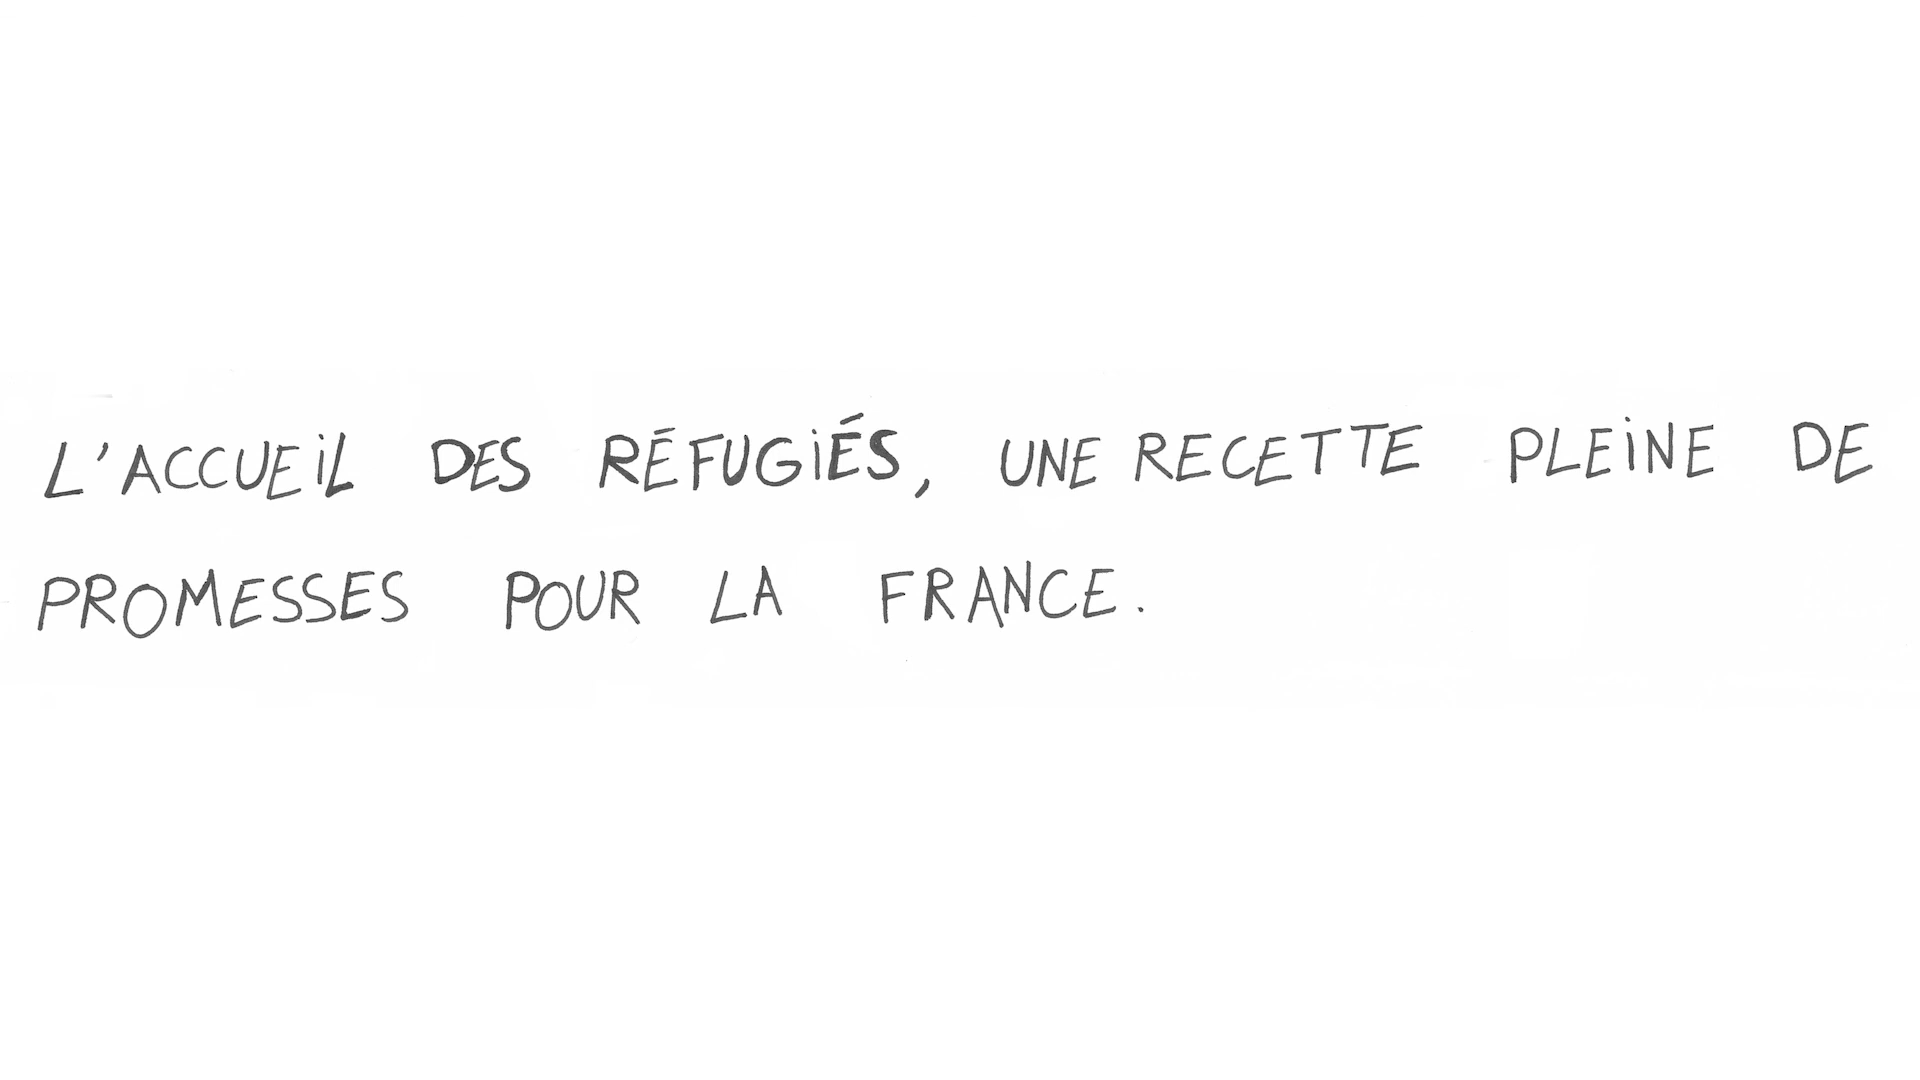 L'ACCUEiL DES RÉFUGiÉS, UNE RECETTE PLEiNE DE
PROMESSES POUR LA FRANCE.